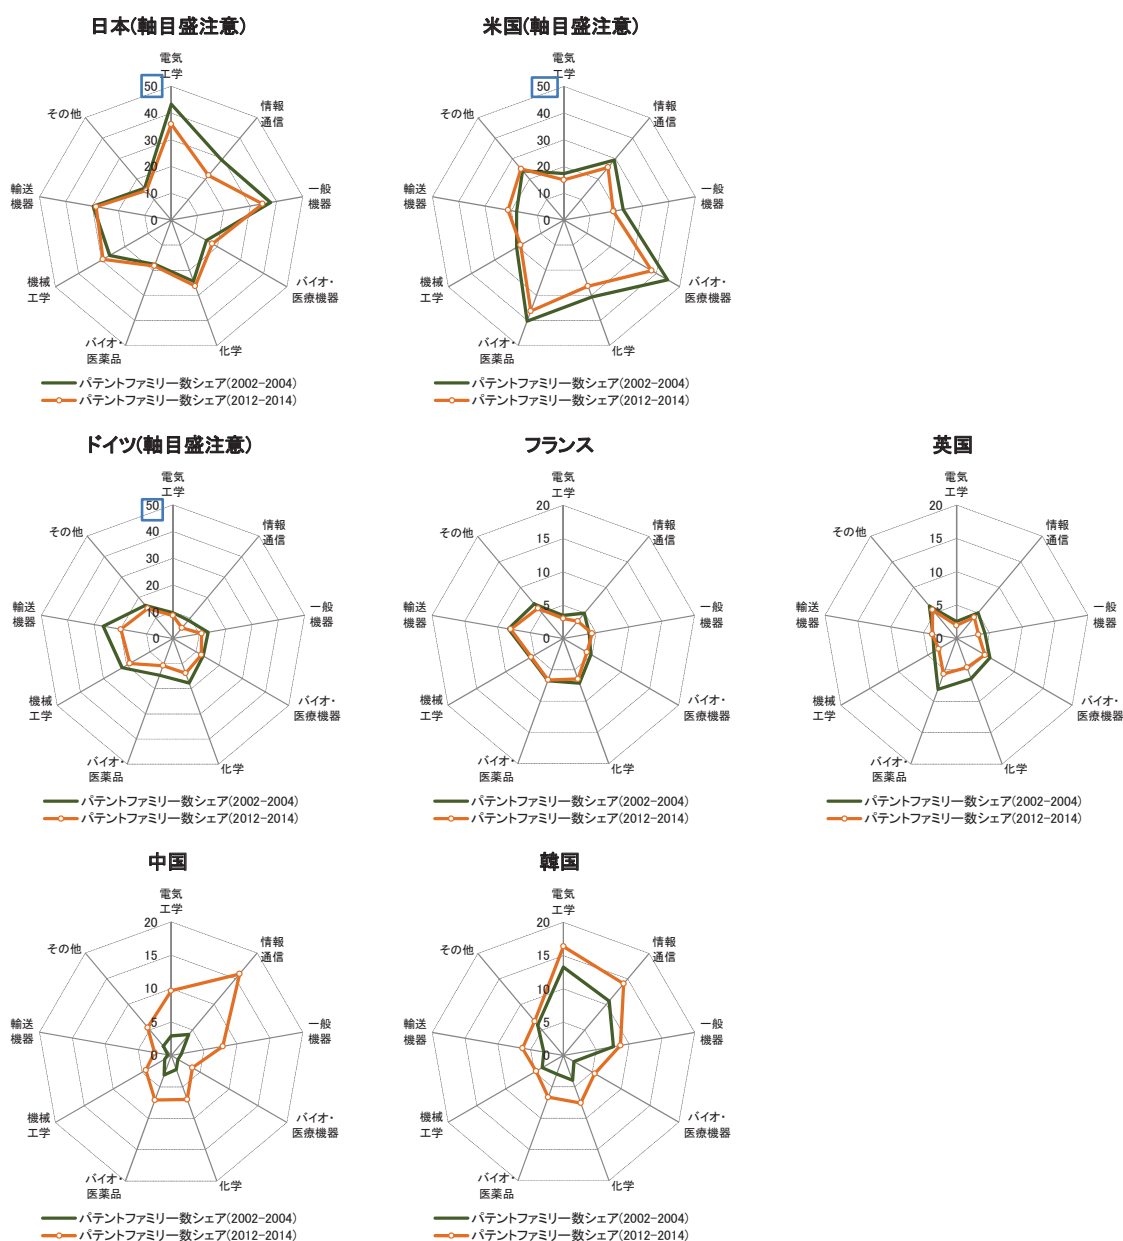 日本(軸目盛注意)
電気
工学
情報
通信
一般
機器
バイオ・
医療機器
化学
バイオ・
医薬品
機械
工学
輸送
機器
その他
50
40
30
20
10
0
パテントファミリー数シェア(2002-2004)
パテントファミリー数シェア(2012-2014)
米国(軸目盛注意)
電気
工学
情報
通信
一般
機器
バイオ・
医療機器
化学
バイオ・
医薬品
機械
工学
輸送
機器
その他
50
40
30
20
10
0
パテントファミリー数シェア(2002-2004)
パテントファミリー数シェア(2012-2014)
ドイツ(軸目盛注意)
電気
工学
情報
通信
一般
機器
バイオ・
医療機器
化学
バイオ・
医薬品
機械
工学
輸送
機器
その他
50
40
30
20
10
0
パテントファミリー数シェア(2002-2004)
パテントファミリー数シェア(2012-2014)
フランス
電気
工学
情報
通信
一般
機器
バイオ・
医療機器
化学
バイオ・
医薬品
機械
工学
輸送
機器
その他
20
15
10
5
0
パテントファミリー数シェア(2002-2004)
パテントファミリー数シェア(2012-2014)
英国
電気
工学
情報
通信
一般
機器
バイオ・
医療機器
化学
バイオ・
医薬品
機械
工学
輸送
機器
その他
20
15
10
5
0
パテントファミリー数シェア(2002-2004)
パテントファミリー数シェア(2012-2014)
中国
電気
工学
情報
通信
一般
機器
バイオ・
医療機器
化学
バイオ・
医薬品
機械
工学
輸送
機器
その他
20
15
10
5
0
パテントファミリー数シェア(2002-2004)
パテントファミリー数シェア(2012-2014)
韓国
電気
工学
情報
通信
一般
機器
バイオ・
医療機器
化学
バイオ・
医薬品
機械
工学
輸送
機器
その他
20
15
10
5
0
パテントファミリー数シェア(2002-2004)
パテントファミリー数シェア(2012-2014)